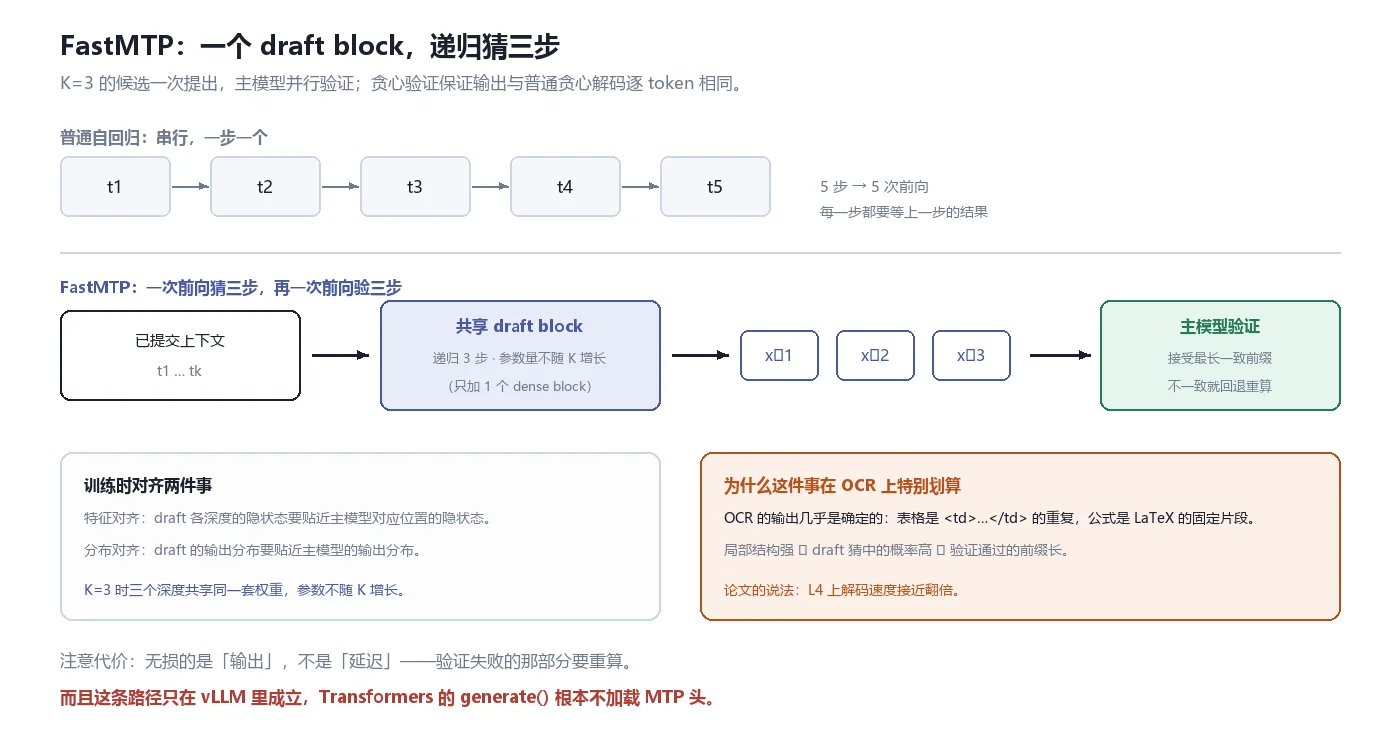 FastMTP：一个 draft block，递归猜三步
K=3 的候选一次提出，主模型并行验证；贪心验证保证输出与普通贪心解码逐 token 相同。
普通自回归：串行，一步一个
t1
t2
t3
t4
t5
5 步 → 5 次前向
每一步都要等上一步的结果
FastMTP：一次前向猜三步，再一次前向验三步
已提交上下文
t1 … tk
共享 draft block
递归 3 步 · 参数量不随 K 增长
（只加 1 个 dense block）
x▯1
x▯2
x▯3
主模型验证
接受最长一致前缀
不一致就回退重算
训练时对齐两件事
特征对齐：draft 各深度的隐状态要贴近主模型对应位置的隐状态。
分布对齐：draft 的输出分布要贴近主模型的输出分布。
K=3 时三个深度共享同一套权重，参数不随 K 增长。
为什么这件事在 OCR 上特别划算
OCR 的输出几乎是确定的：表格是 <td>…</td> 的重复，公式是 LaTeX 的固定片段。
局部结构强 ▯ draft 猜中的概率高 ▯ 验证通过的前缀长。
论文的说法：L4 上解码速度接近翻倍。
注意代价：无损的是「输出」，不是「延迟」——验证失败的那部分要重算。
而且这条路径只在 vLLM 里成立，Transformers 的 generate() 根本不加载 MTP 头。